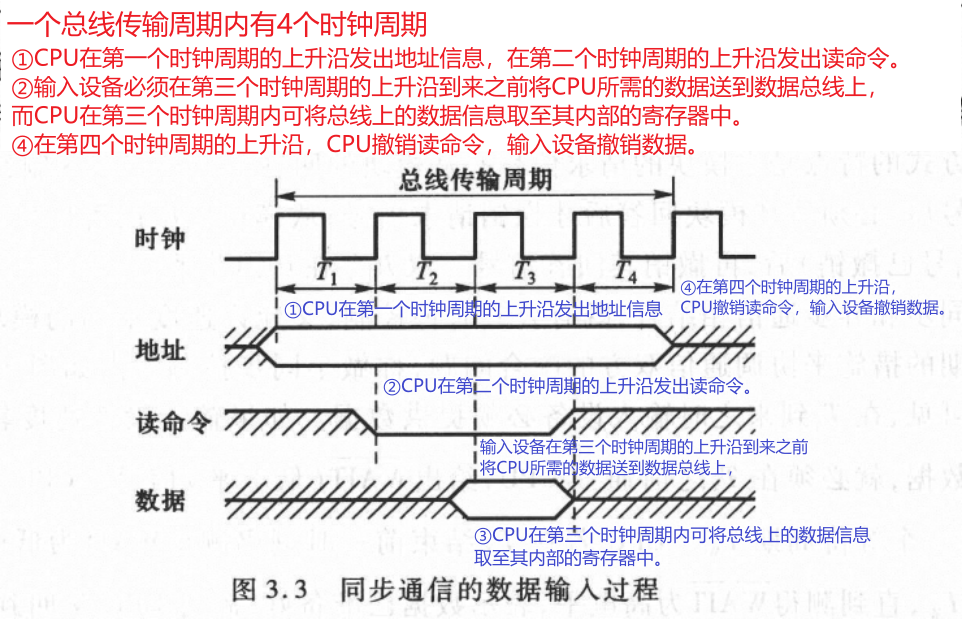 一个总线传输周期内有4个时钟周期
①CPU在第一个时钟周期的上升沿发出地址信息，在第二个时钟周期的上升沿发出读命令。
②输入设备必须在第三个时钟周期的上升沿到来之前将CPU所需的数据送到数据总线上，
而CPU在第三个时钟周期内可将总线上的数据信息取至其内部的寄存器中。
④在第四个时钟周期的上升沿，CPU撤销读命令，输入设备撤销数据。
总线传输周期
时钟
T1 T2 T3 T4
④在第四个时钟周期的上升沿，
CPU撤销读命令，输入设备撤销数据。
①CPU在第一个时钟周期的上升沿发出地址信息
地址
②CPU在第二个时钟周期的上升沿发出读命令。
读命令
输入设备在第三个时钟周期的上升沿到来之前
将CPU所需的数据送到数据总线上，
数据
③CPU在第三个时钟周期内可将总线上的数据信息
取至其内部的寄存器中。
图 3.3 同步通信的数据输入过程